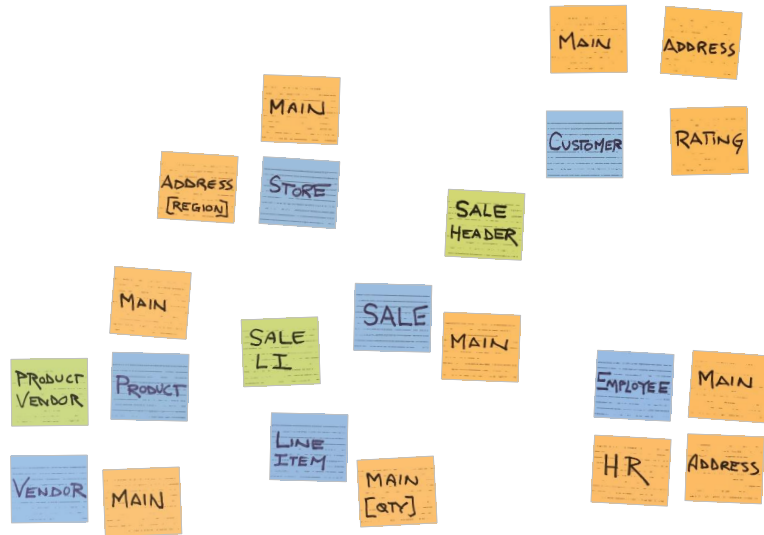 MAIN
ADDRESS
MAIN
CUSTOMER
RATING
ADDRESS
[REGION]
STORE
SALE
HEADER
MAIN
SALE
LI
SALE
MAIN
PRODUCT
VENDOR
PRODUCT
EMPLOYEE
MAIN
LINE
ITEM
HR
ADDRESS
VENDOR
MAIN
MAIN
[QTY]